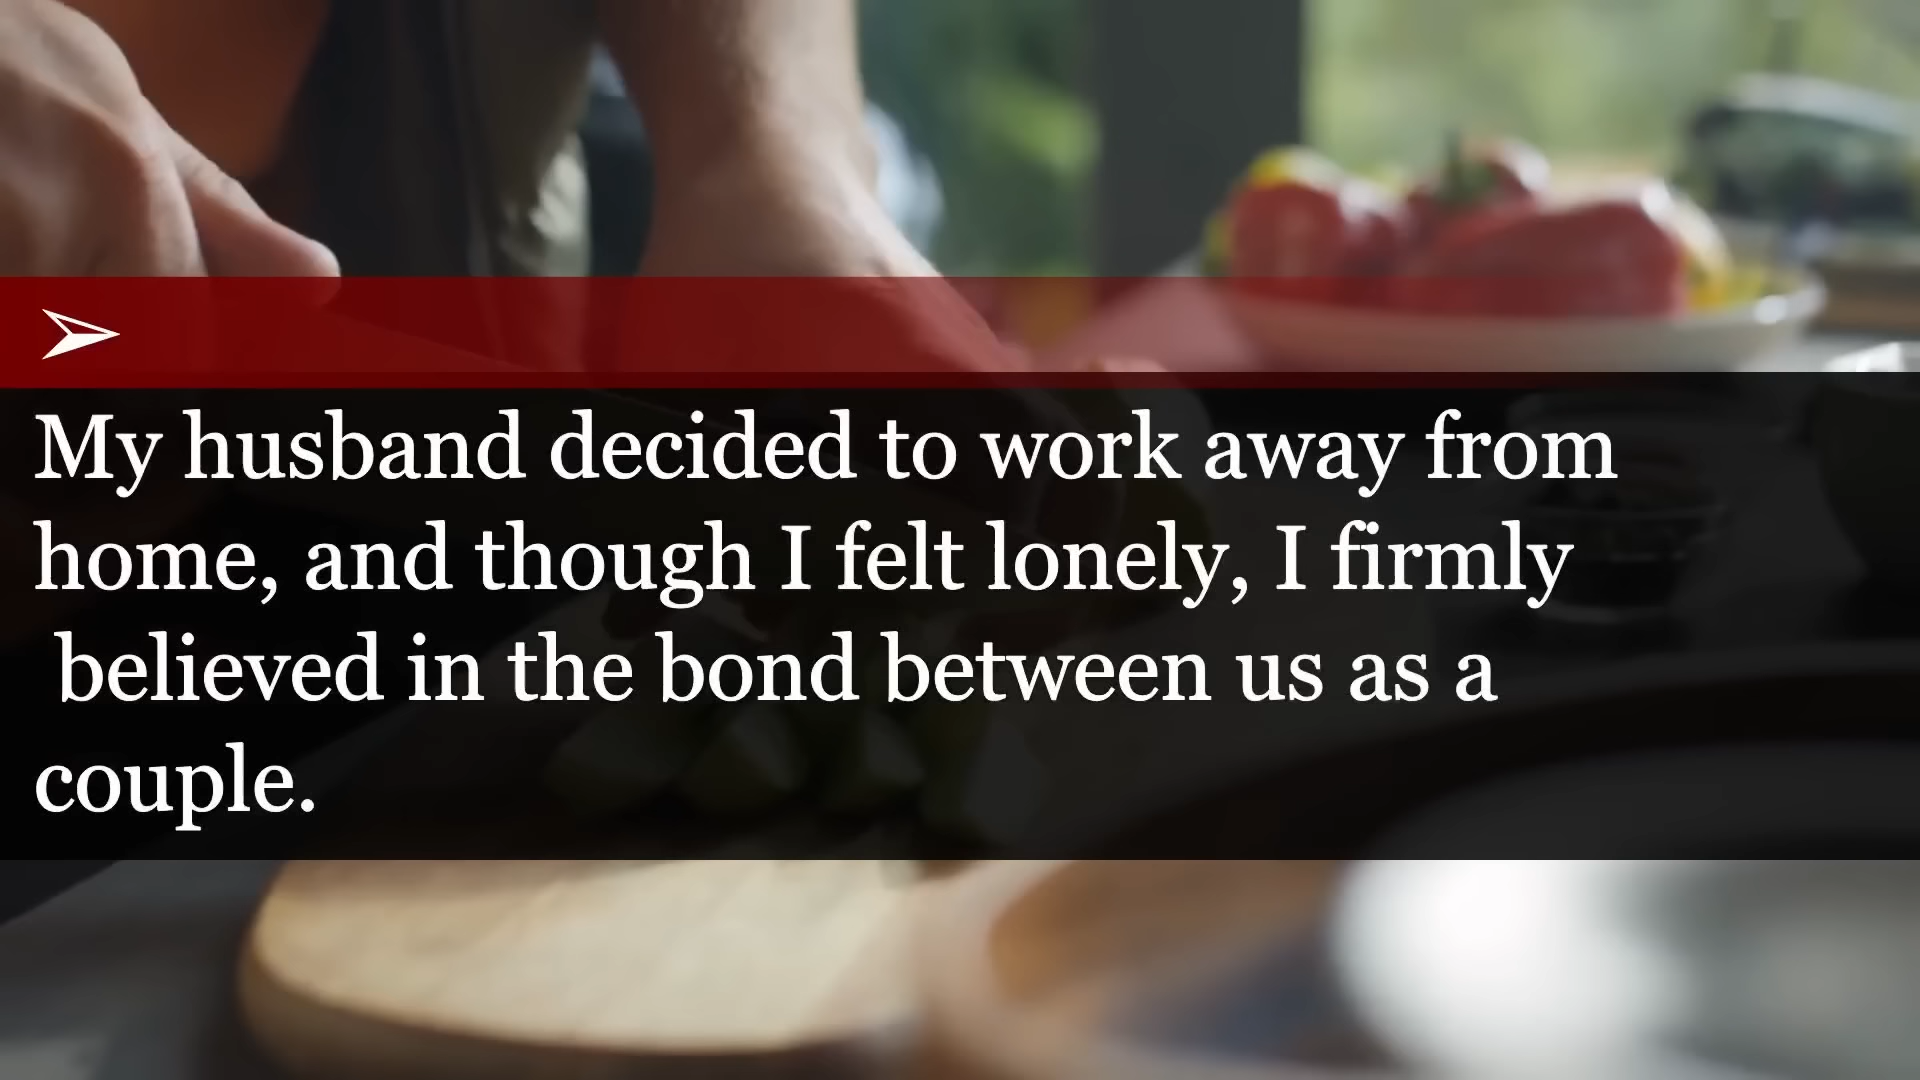 My husband decided to work away from
home, and though I felt lonely, I firmly
believed in the bond between us as a
couple.